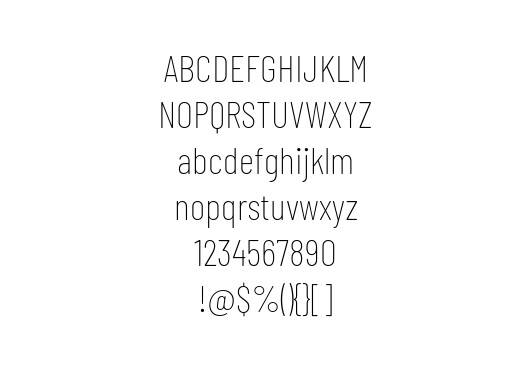 ABCDEFGHIJKLM
NOPQRSTUVWXYZ
abcdefghijklm
nopqrstuvwxyz
1234567890
!@$%(){}[ ]